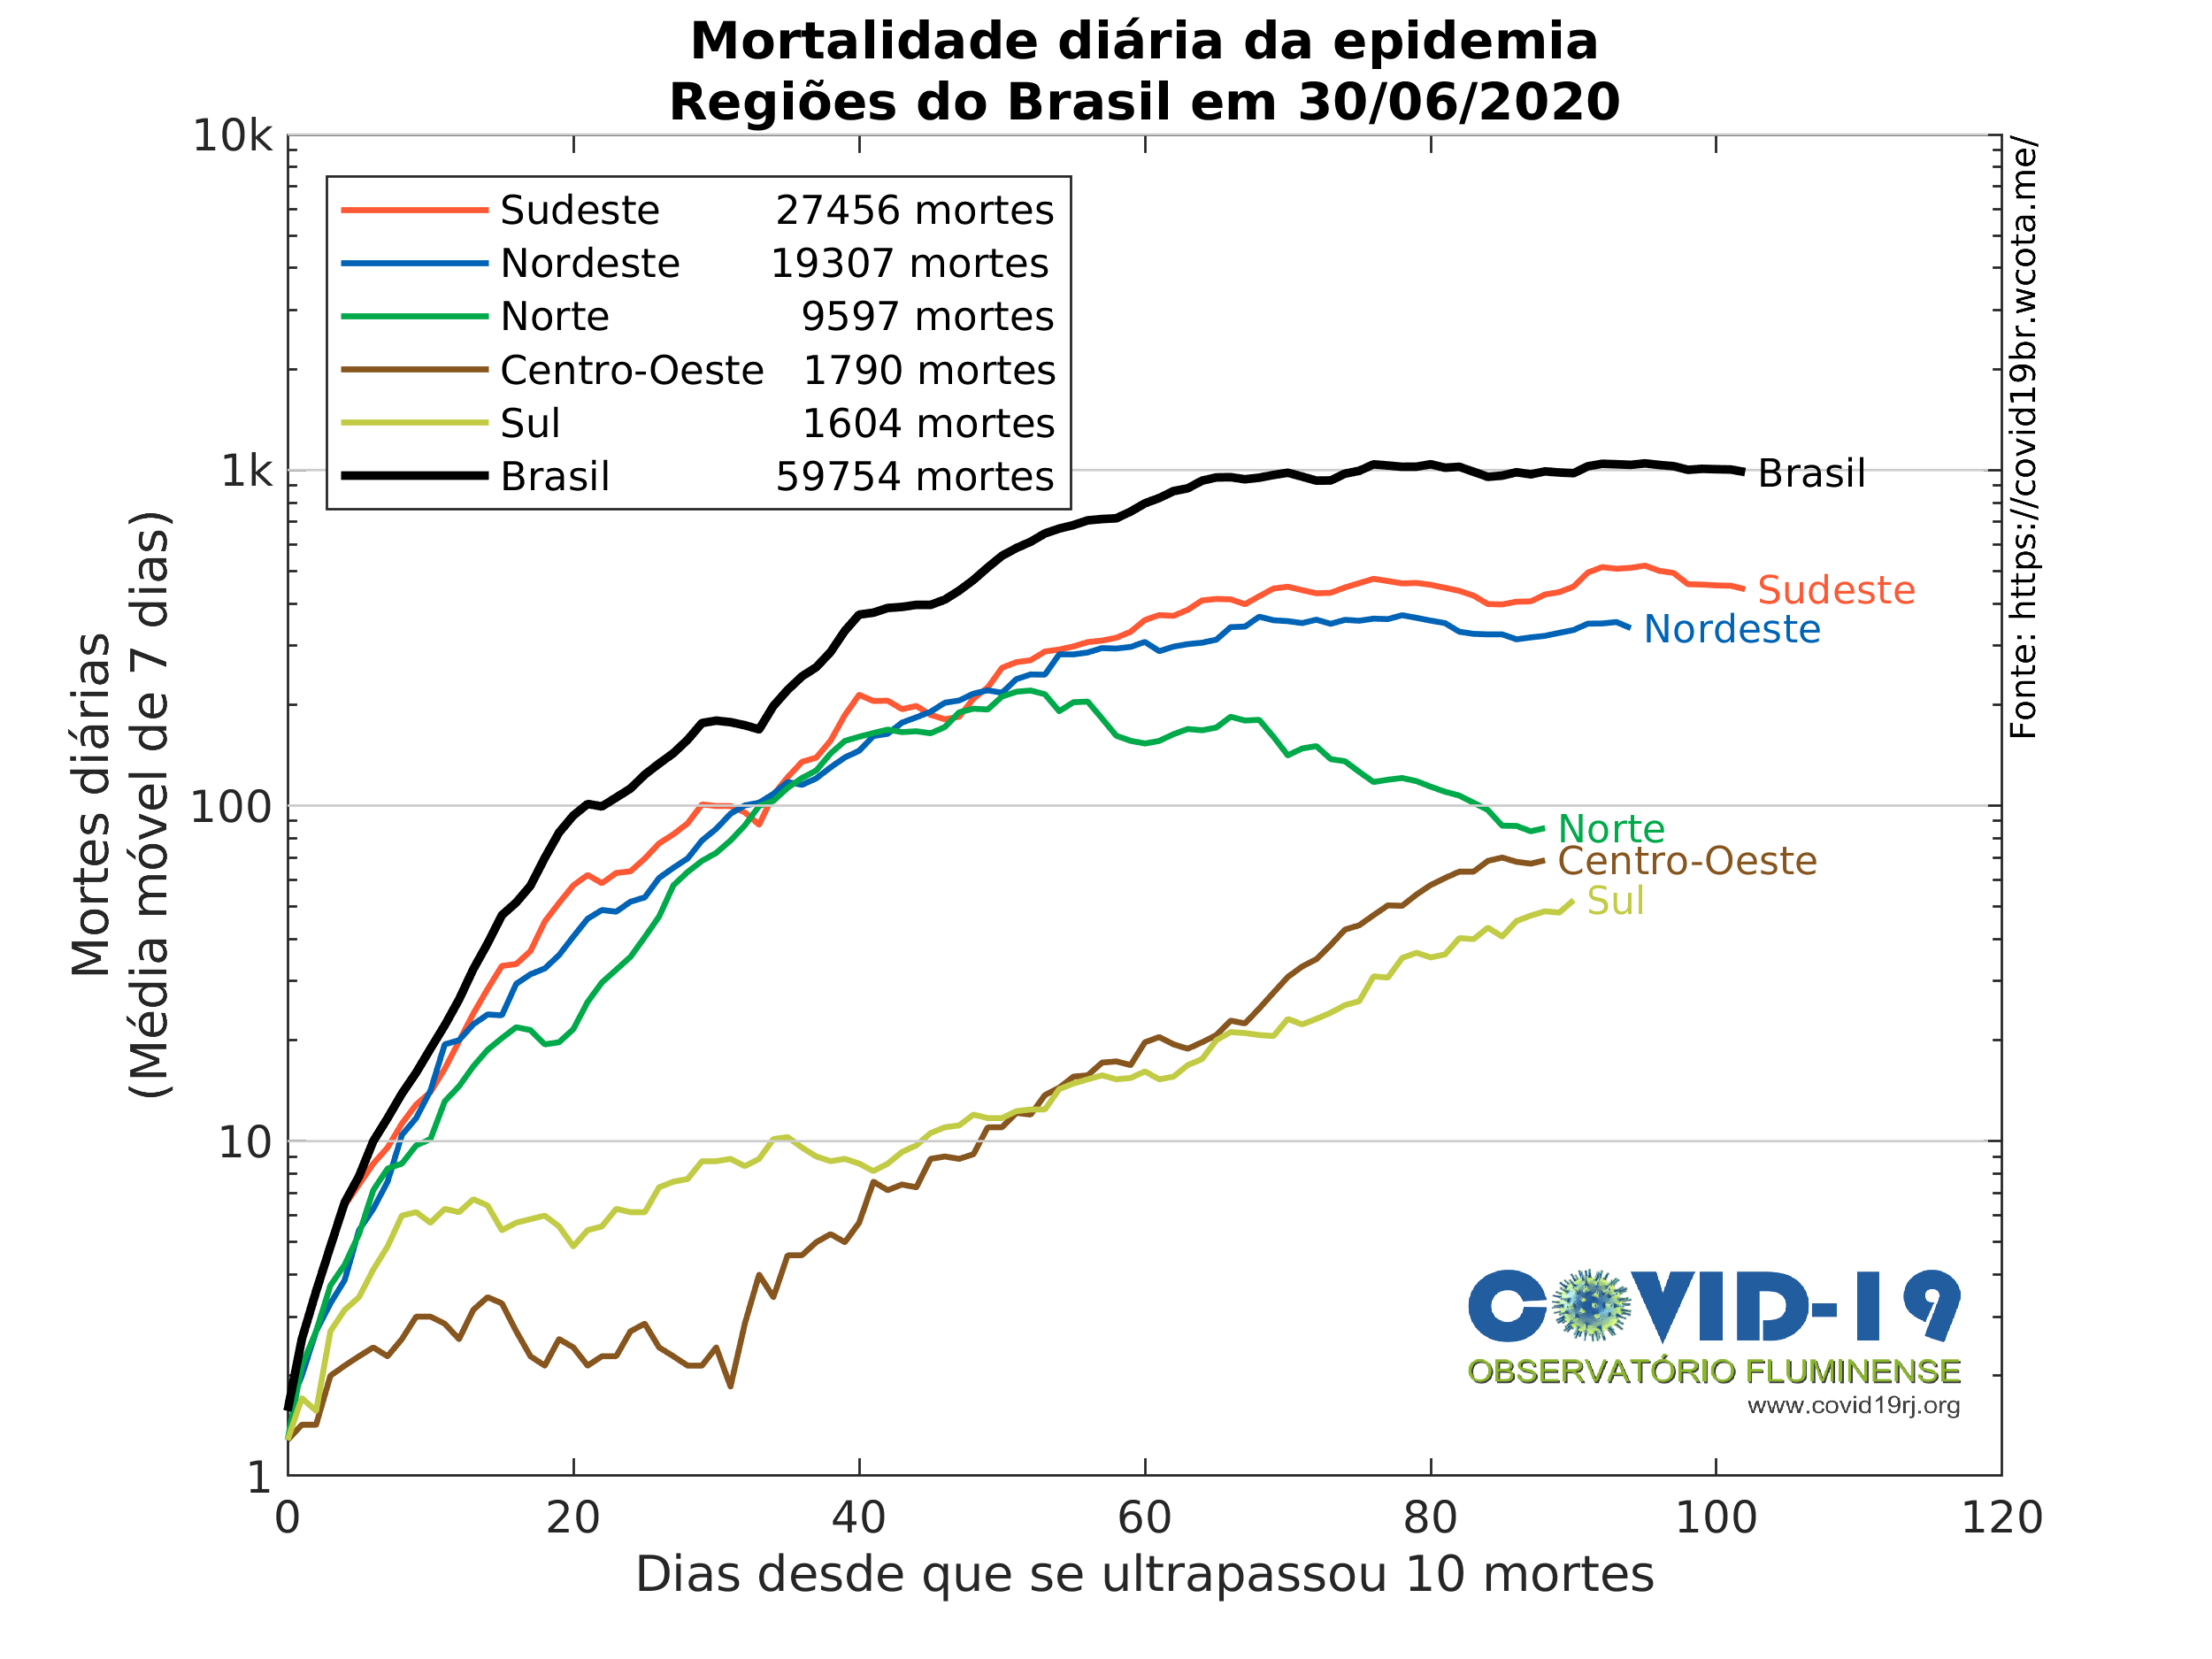 Mortalidade diária da epidemia
Regiões do Brasil em 30/06/2020
10k
1k
100
10
1
Mortes diárias
(Média móvel de 7 dias)
Sudeste 27456 mortes
Nordeste 19307 mortes
Norte 9597 mortes
Centro-Oeste 1790 mortes
Sul 1604 mortes
Brasil 59754 mortes
Brasil
Sudeste
Nordeste
Norte
Centro-Oeste
Sul
Fonte: https://covid19br.wcota.me/
COVID-19
OBSERVATÓRIO FLUMINENSE
www.covid19rj.org
0 20 40 60 80 100 120
Dias desde que se ultrapassou 10 mortes